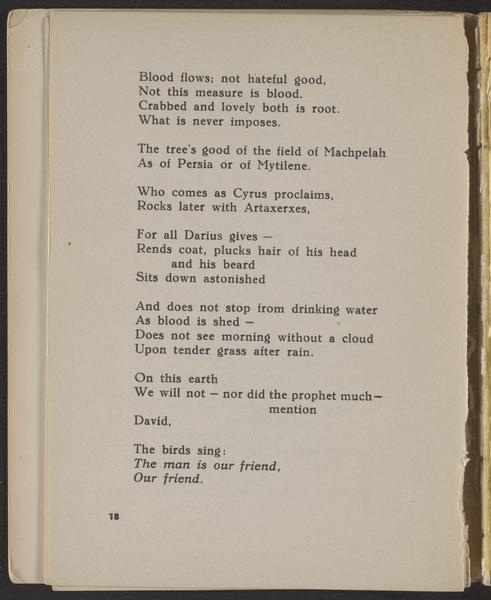 Blood flows; not hateful good,
Not this measure is blood.
Crabbed and lovely both is root.
What is never imposes.
The tree's good of the field of Machpelah
As of Persia or of Mytilene.
Who comes as Cyrus proclaims,
Rocks later with Artaxerxes,
For all Darius gives —
Rends coat, plucks hair of his head
and his beard
Sits down astonished
And does not stop from drinking water
As blood is shed —
Does not see morning without a cloud
Upon tender grass after rain.
On this earth
We will not — nor did the prophet much—
mention
David,
The birds sing:
The man is our friend,
Our friend.
18